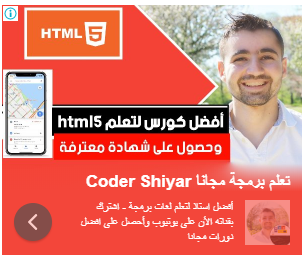 HTML 5
أفضل كورس لتعلم html5
وحصول على شهادة معترفة
تعلم برمجة مجانا Coder Shiyar
أفضل استاذ لتعلم لغات برمجة - اشترك
بقناته الأن على يوتيوب وأحصل على افضل
دورات مجانا